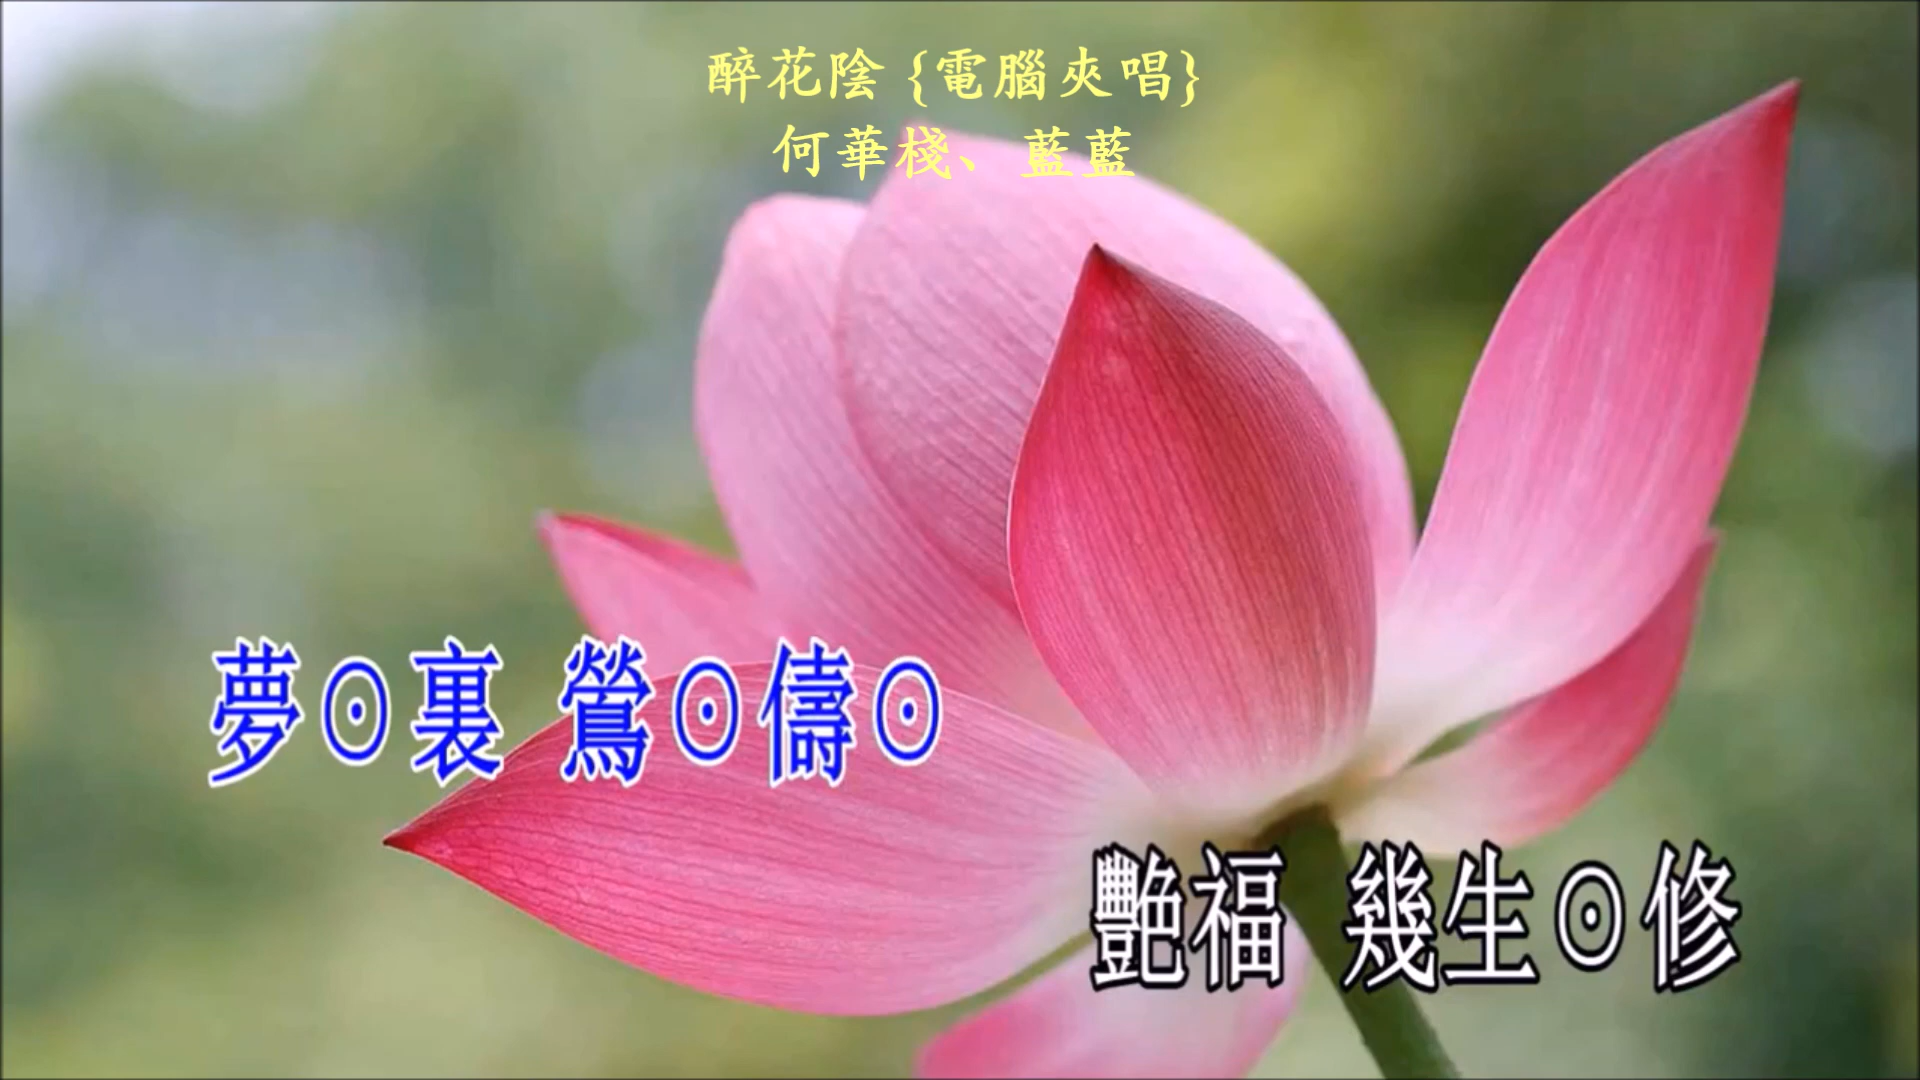 醉花陰 {電腦夾唱}
何華棧、藍藍
夢⊙裏 鶯⊙儔⊙
艷福 幾生⊙修